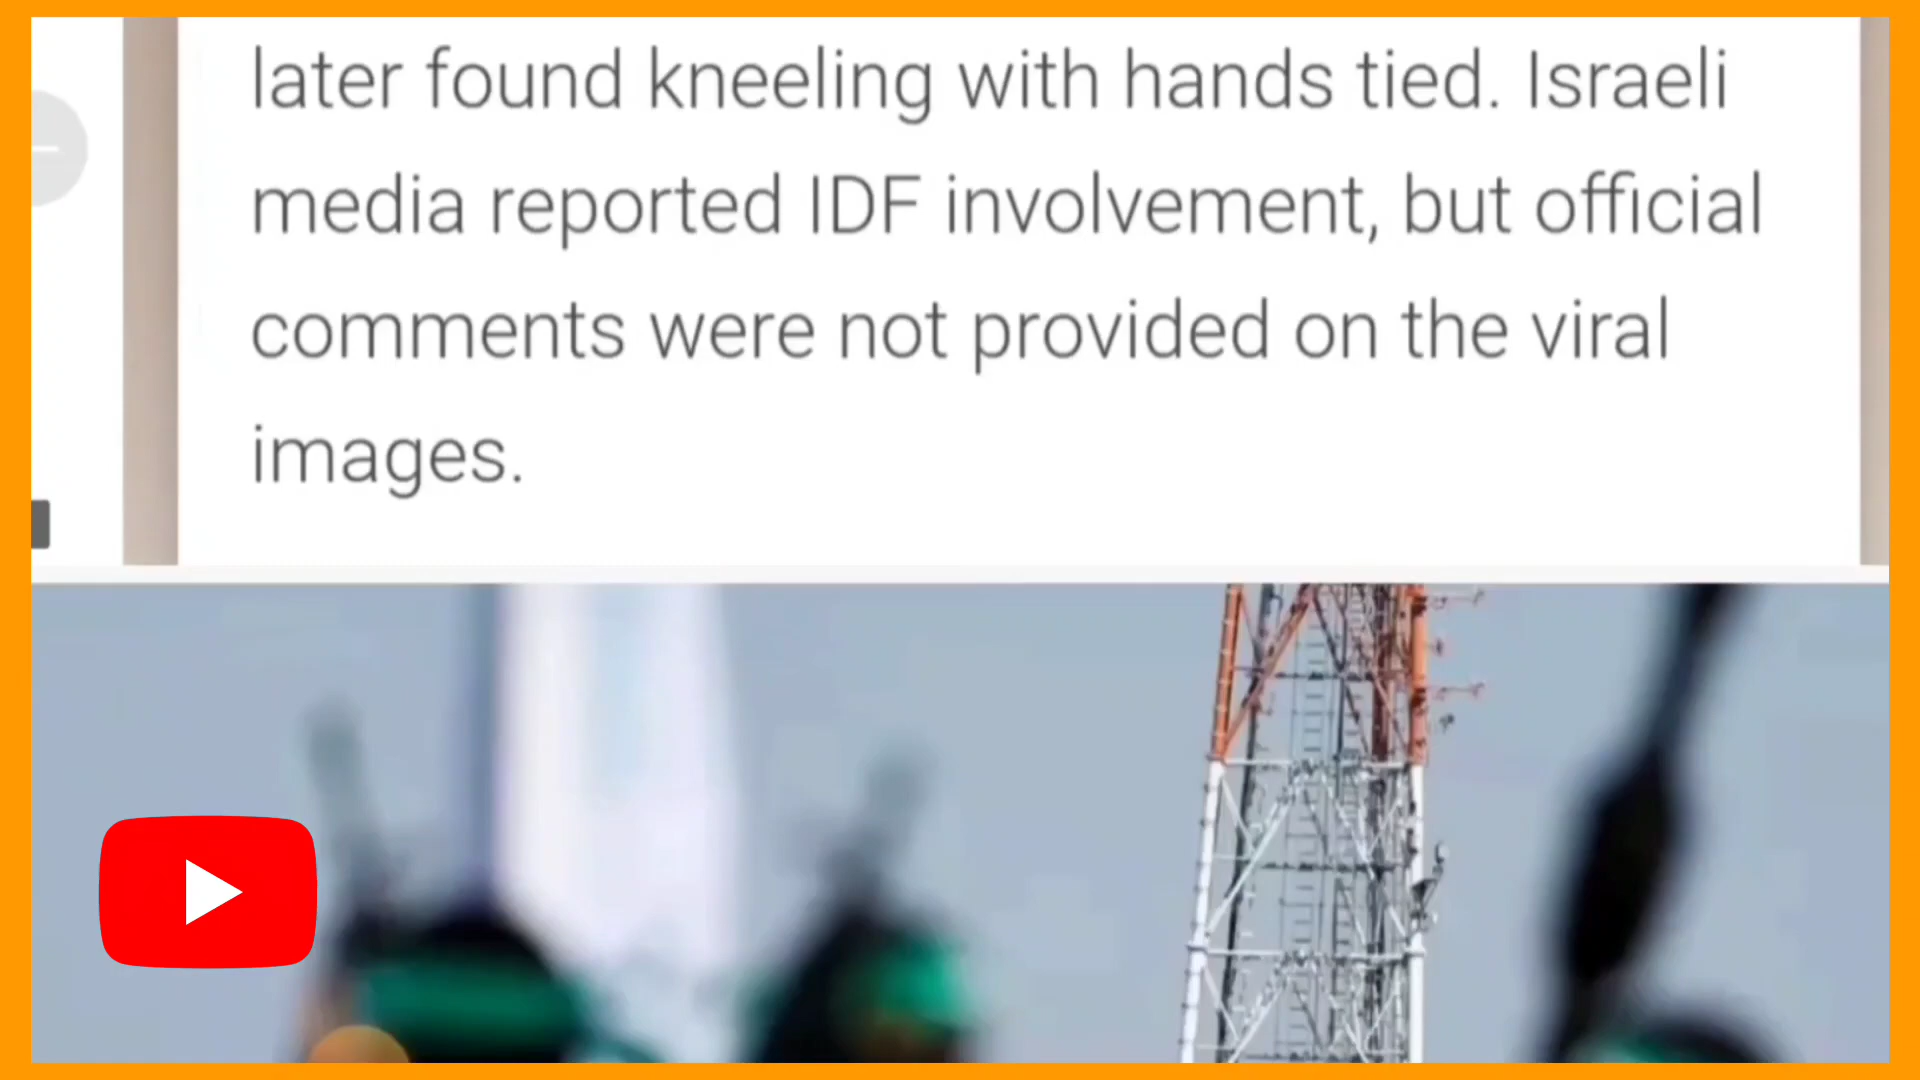 later found kneeling with hands tied. Israeli
media reported IDF involvement, but official
comments were not provided on the viral
images.